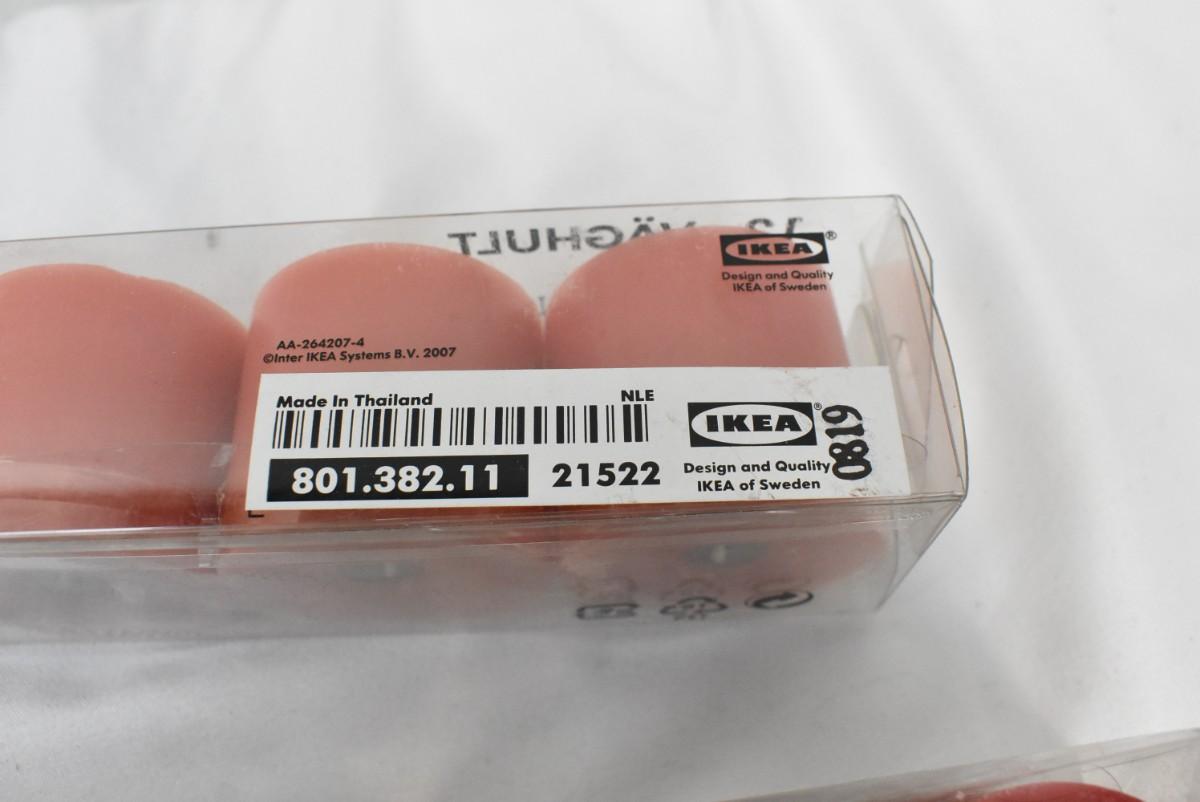 VÄGHULT
IKEA®
Design and Quality
IKEA of Sweden
AA-264207-4
©Inter IKEA Systems B.V. 2007
Made In Thailand
NLE
801.382.11
21522
IKEA®
Design and Quality
IKEA of Sweden
0819